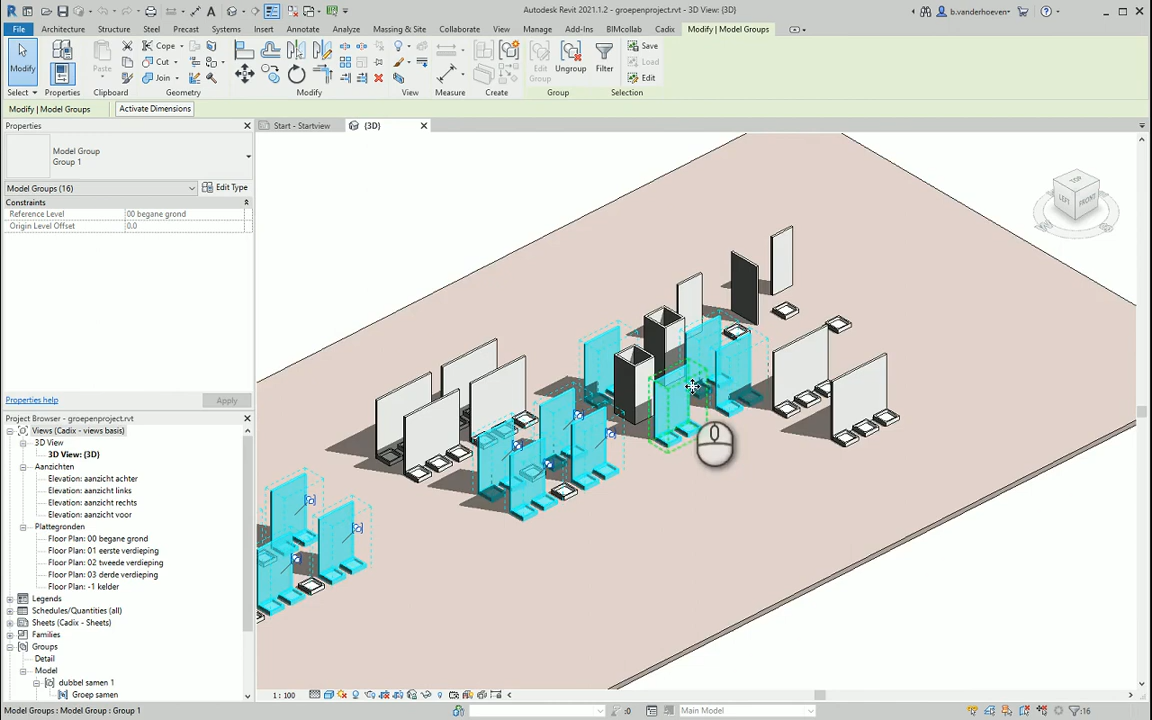 Autodesk Revit 2021.1.2 - groepenproject.rvt - 3D View: {3D}
b.vanderhoeven
File Architecture Structure Steel Precast Systems Insert Annotate Analyze Massing & Site Collaborate View Manage Add-Ins BIMcollab Cadix Modify | Model Groups
Modify
Select
Properties
Paste
Clipboard
Cope
Cut
Join
Geometry
Modify
View
Measure
Create
Edit Group
Ungroup
Group
Filter
Save
Load
Edit
Selection
Modify | Model Groups
Activate Dimensions
Properties
Start - Startview
{3D}
Model Group
Group 1
Model Groups (16)
Edit Type
Constraints
Reference Level
00 begane grond
Origin Level Offset
0.0
Properties help
Apply
Project Browser - groepenproject.rvt
Views (Cadix - views basis)
3D View
3D View: {3D}
Aanzichten
Elevation: aanzicht achter
Elevation: aanzicht links
Elevation: aanzicht rechts
Elevation: aanzicht voor
Plattegronden
Floor Plan: 00 begane grond
Floor Plan: 01 eerste verdieping
Floor Plan: 02 tweede verdieping
Floor Plan: 03 derde verdieping
Floor Plan: -1 kelder
Legends
Schedules/Quantities (all)
Sheets (Cadix - Sheets)
Families
Groups
Detail
Model
dubbel samen 1
Groep samen
TOP
LEFT
FRONT
1 : 100
Models : Model Group : Group 1
:0
Main Model
:16